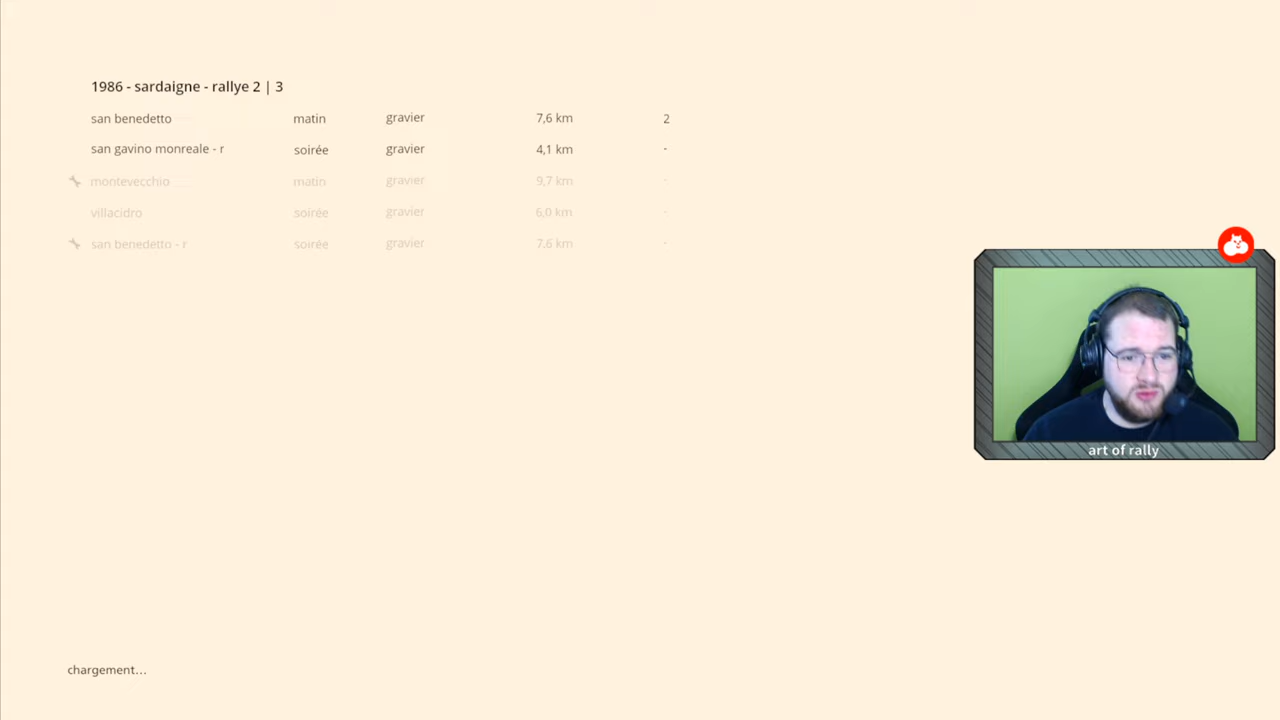 1986 - sardaigne - rallye 2 | 3
san benedetto matin gravier 7,6 km 2
san gavino monreale - r soirée gravier 4,1 km -
montevecchio matin gravier 9,7 km -
villacidro soirée gravier 6,0 km -
san benedetto - r soirée gravier 7,6 km -
art of rally
chargement...